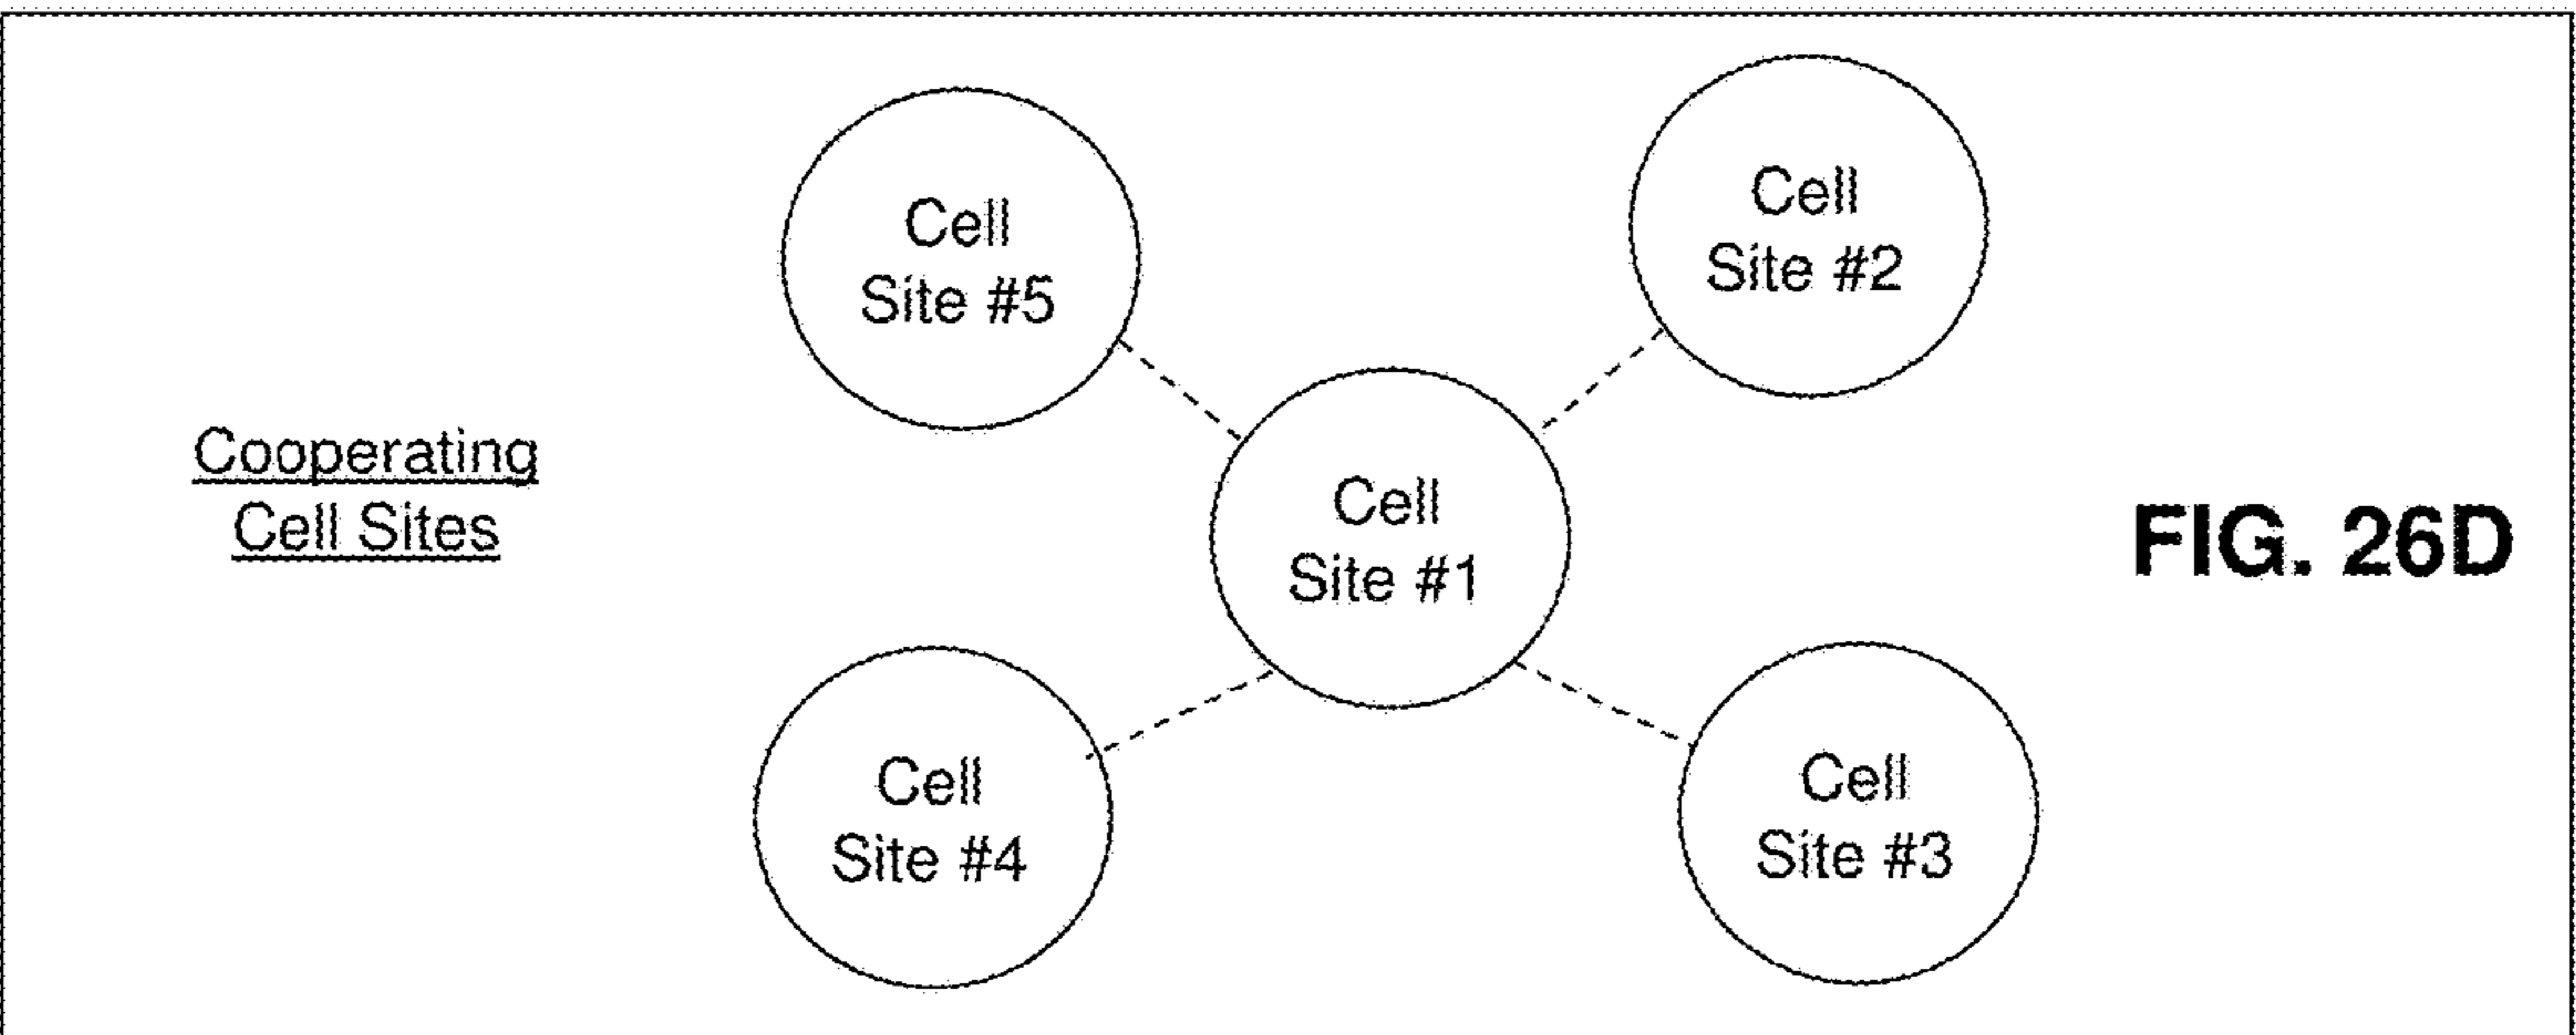 Cell
Site #5
Cell
Site #2
Cooperating
Cell Sites
Cell
Site #1
FIG. 26D
Cell
Site #4
Cell
Site #3